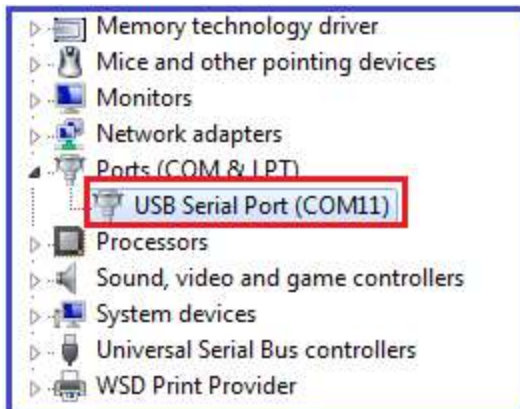 Memory technology driver
Mice and other pointing devices
Monitors
Network adapters
Ports (COM & LPT)
USB Serial Port (COM11)
Processors
Sound, video and game controllers
System devices
Universal Serial Bus controllers
WSD Print Provider